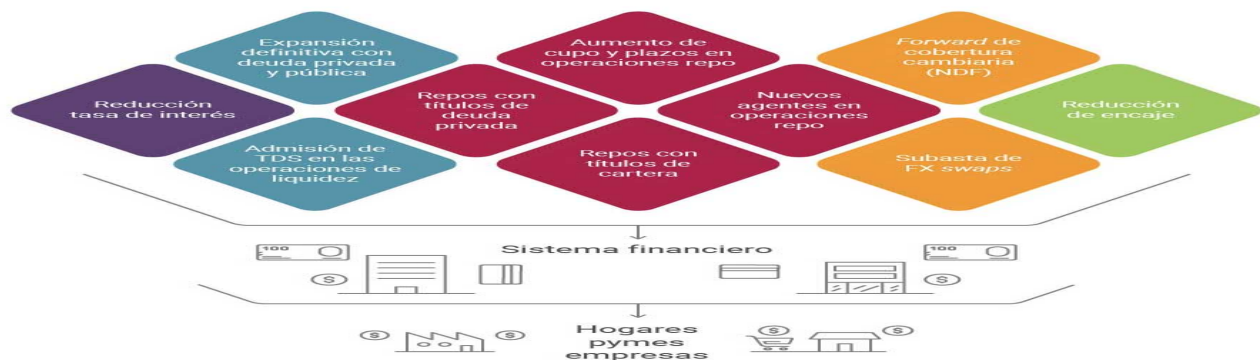 Expansión
definitiva con
deuda privada
y pública
Aumento de
cupo y plazos en
operaciones repo
Forward de
cobertura
cambiaria
(NDF)
Reducción
tasa de interés
Repos con
títulos de
deuda
privada
Nuevos
agentes en
operaciones
repo
Reducción
de encaje
Admisión de
TDS en las
operaciones de
liquidez
Repos con
títulos de
cartera
Subasta de
FX swaps
Sistema financiero
100
100
$
$
$
$
$
$
Hogares
pymes
empresas